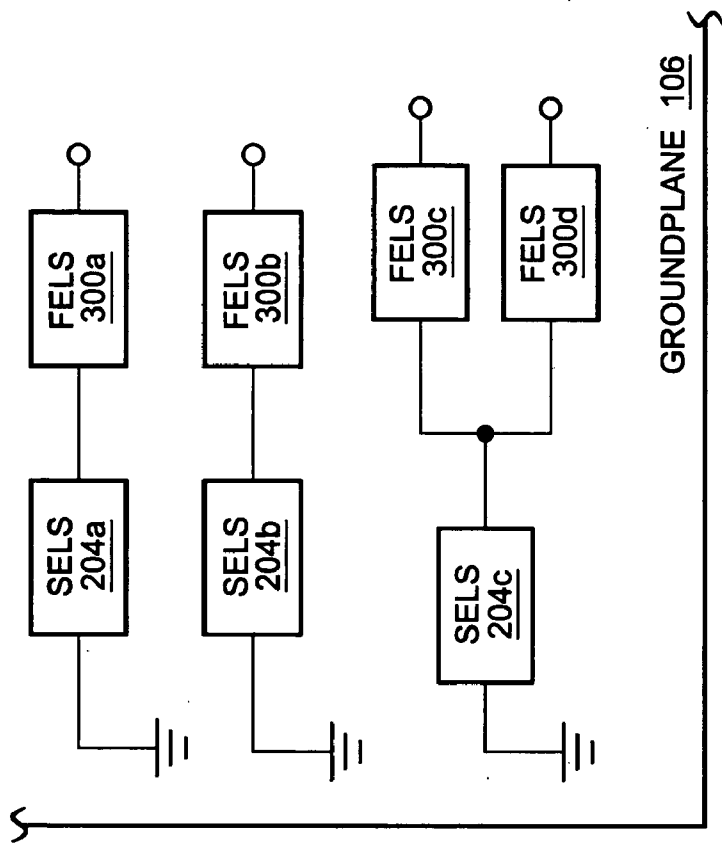 SELS
204a
FELS
300a
SELS
204b
FELS
300b
SELS
204c
FELS
300c
FELS
300d
GROUNDPLANE 106